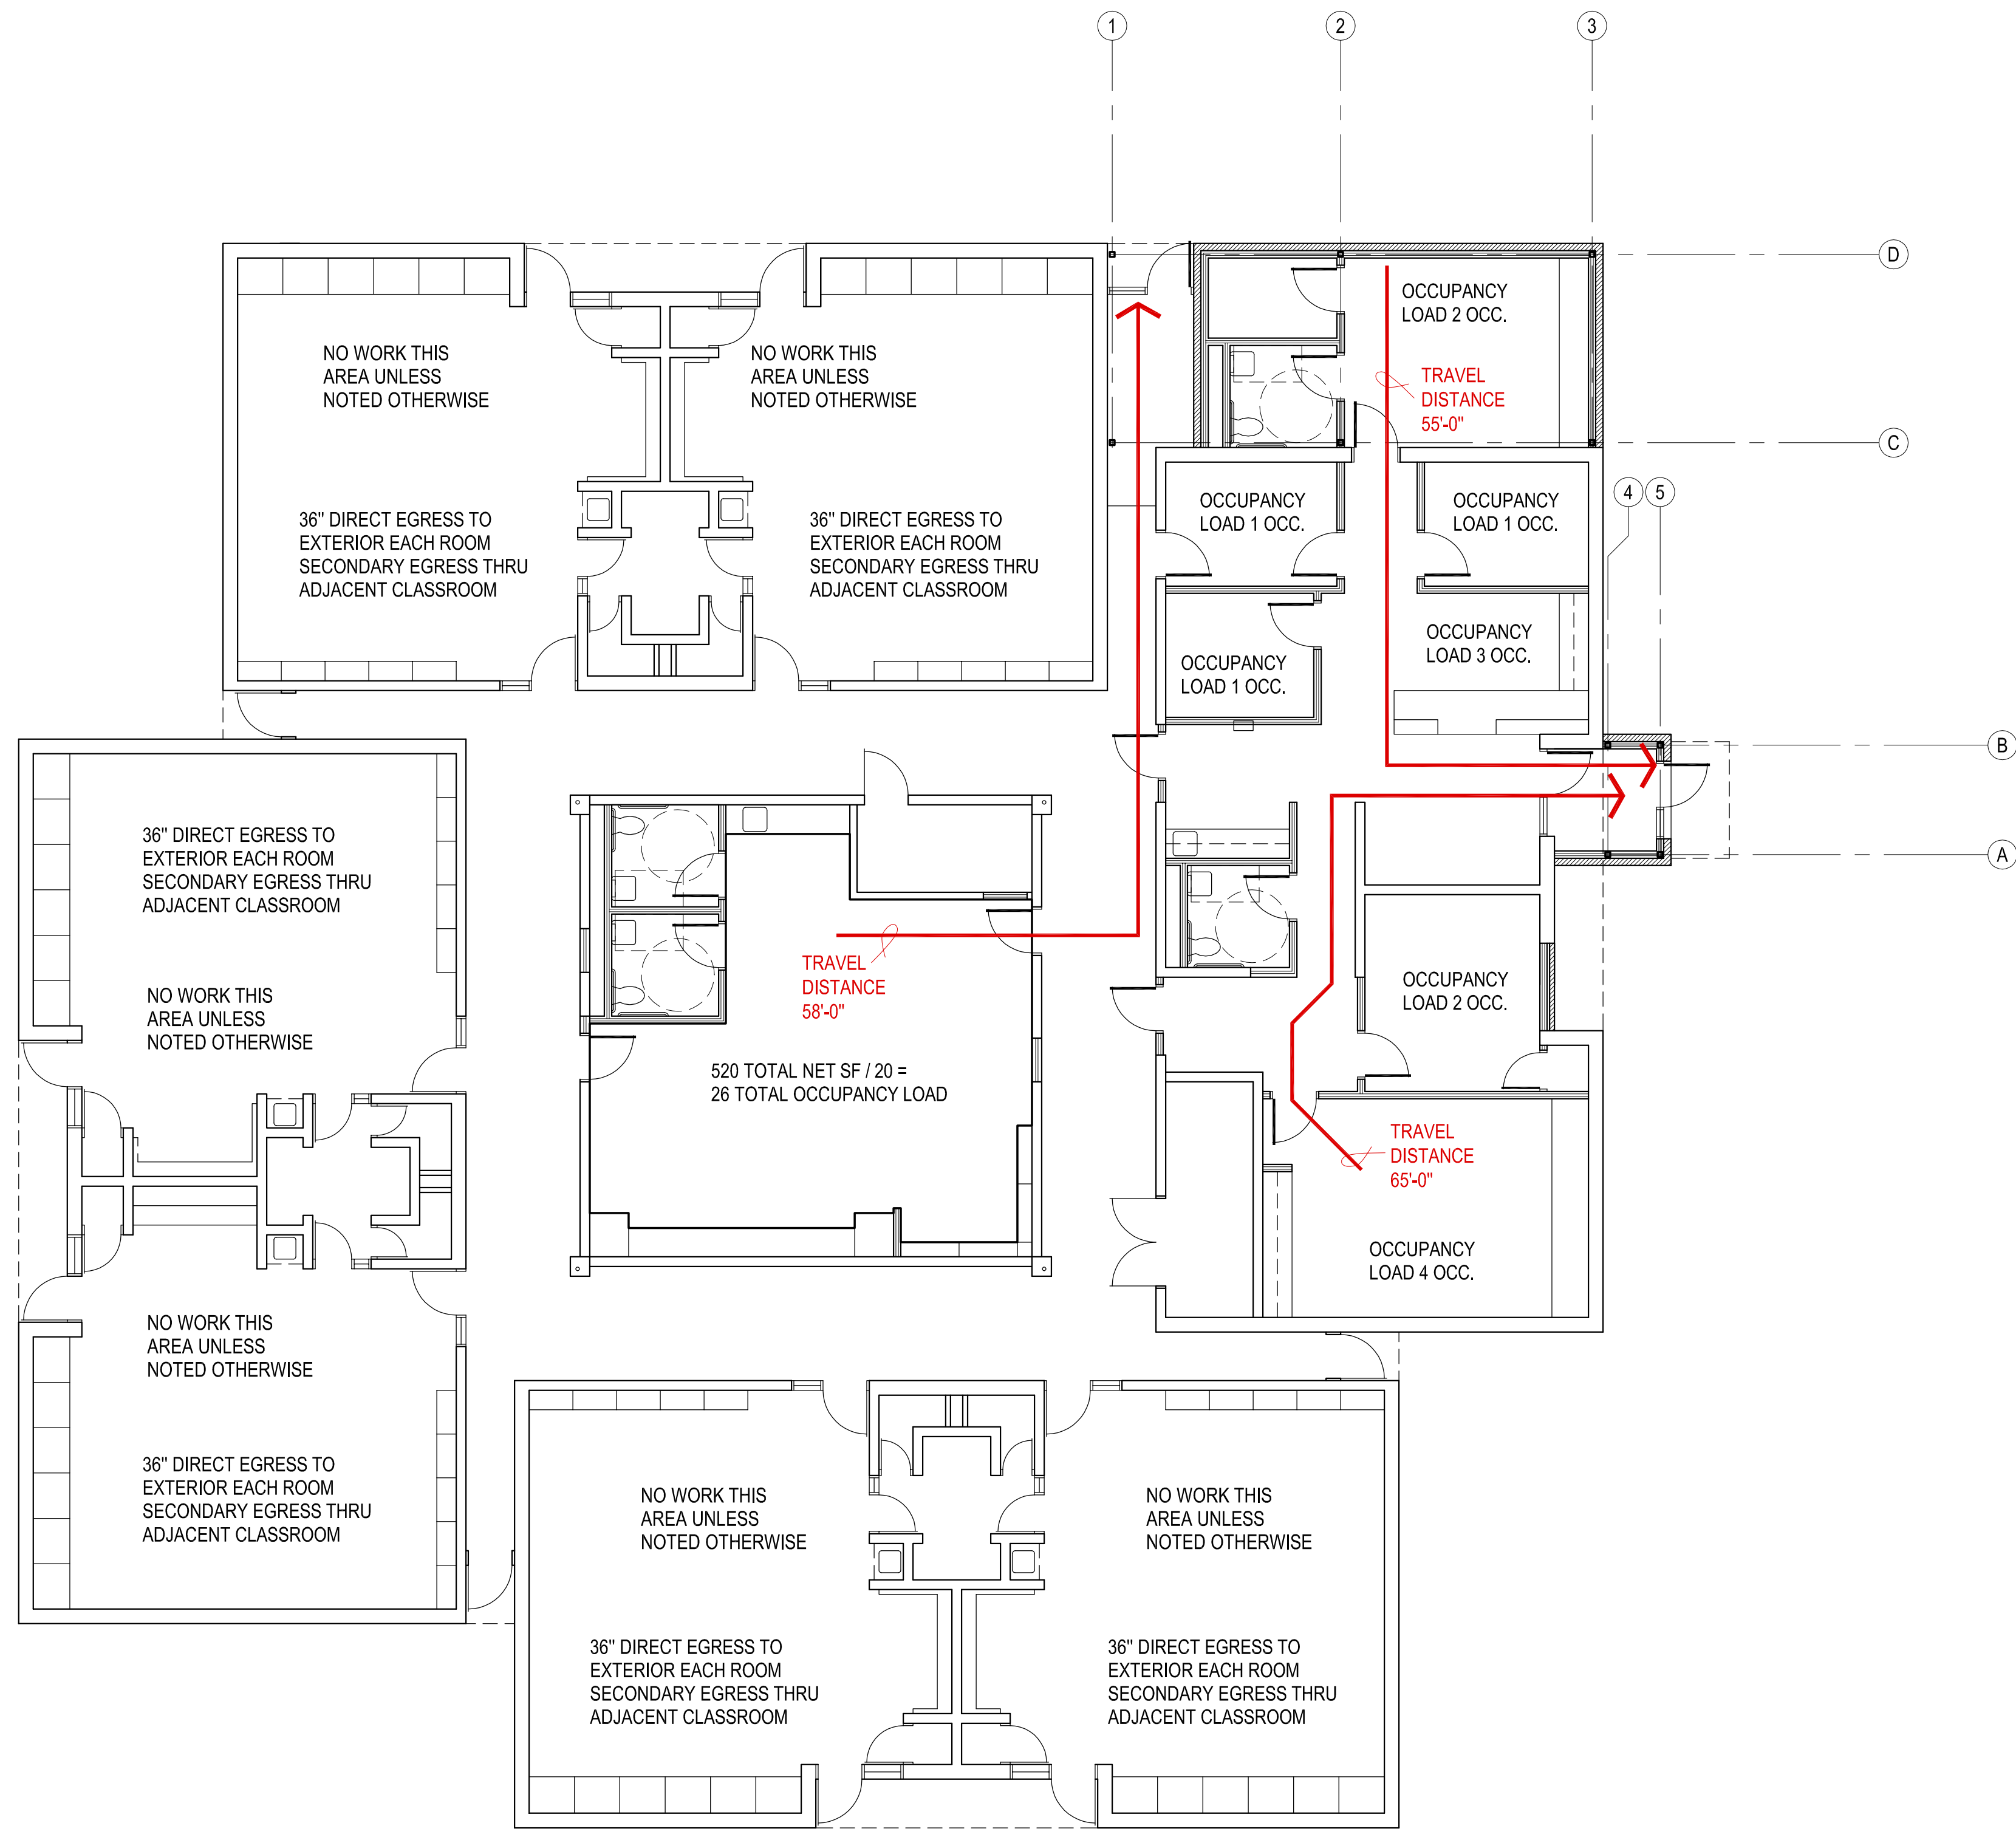 1
2
3
D
C
4
5
B
A
OCCUPANCY
LOAD 2 OCC.
TRAVEL
DISTANCE
55'-0"
NO WORK THIS
AREA UNLESS
NOTED OTHERWISE
NO WORK THIS
AREA UNLESS
NOTED OTHERWISE
36" DIRECT EGRESS TO
EXTERIOR EACH ROOM
SECONDARY EGRESS THRU
ADJACENT CLASSROOM
36" DIRECT EGRESS TO
EXTERIOR EACH ROOM
SECONDARY EGRESS THRU
ADJACENT CLASSROOM
OCCUPANCY
LOAD 1 OCC.
OCCUPANCY
LOAD 1 OCC.
OCCUPANCY
LOAD 1 OCC.
OCCUPANCY
LOAD 3 OCC.
36" DIRECT EGRESS TO
EXTERIOR EACH ROOM
SECONDARY EGRESS THRU
ADJACENT CLASSROOM
NO WORK THIS
AREA UNLESS
NOTED OTHERWISE
TRAVEL
DISTANCE
58'-0"
520 TOTAL NET SF / 20 =
26 TOTAL OCCUPANCY LOAD
OCCUPANCY
LOAD 2 OCC.
TRAVEL
DISTANCE
65'-0"
OCCUPANCY
LOAD 4 OCC.
NO WORK THIS
AREA UNLESS
NOTED OTHERWISE
36" DIRECT EGRESS TO
EXTERIOR EACH ROOM
SECONDARY EGRESS THRU
ADJACENT CLASSROOM
NO WORK THIS
AREA UNLESS
NOTED OTHERWISE
NO WORK THIS
AREA UNLESS
NOTED OTHERWISE
36" DIRECT EGRESS TO
EXTERIOR EACH ROOM
SECONDARY EGRESS THRU
ADJACENT CLASSROOM
36" DIRECT EGRESS TO
EXTERIOR EACH ROOM
SECONDARY EGRESS THRU
ADJACENT CLASSROOM